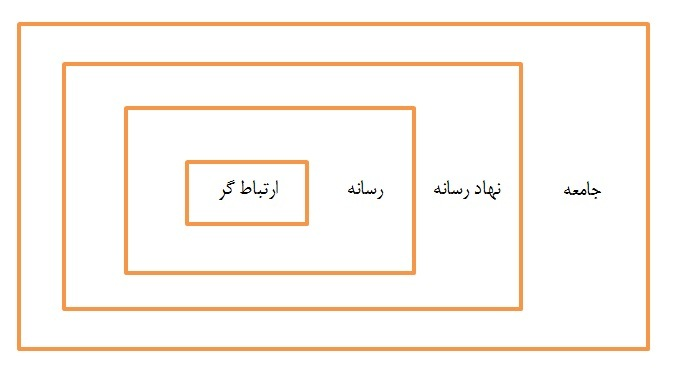 جامعه
نهاد رسانه
رسانه
ارتباط گر